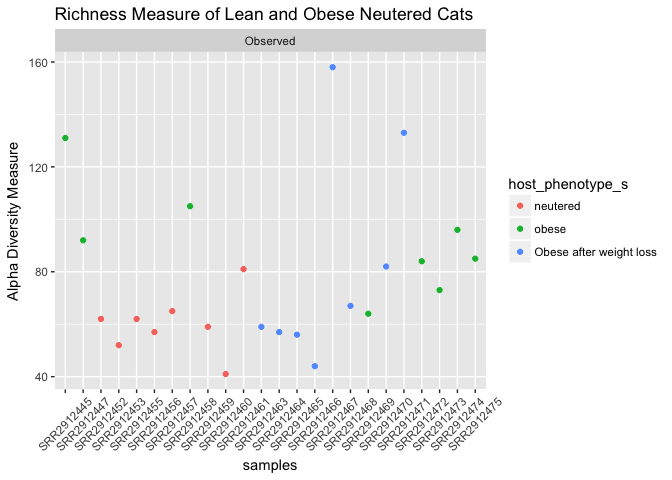 Richness Measure of Lean and Obese Neutered Cats
Observed
160
120
80
40
Alpha Diversity Measure
SRR2912445
SRR2912447
SRR2912452
SRR2912453
SRR2912455
SRR2912456
SRR2912457
SRR2912458
SRR2912459
SRR2912460
SRR2912461
SRR2912463
SRR2912464
SRR2912465
SRR2912466
SRR2912467
SRR2912468
SRR2912469
SRR2912470
SRR2912471
SRR2912472
SRR2912473
SRR2912474
SRR2912475
samples
host_phenotype_s
neutered
obese
Obese after weight loss